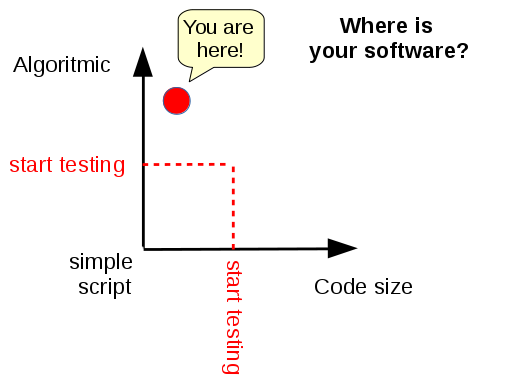 Where is
your software?
You are
here!
Algoritmic
start testing
simple
script
start testing
Code size